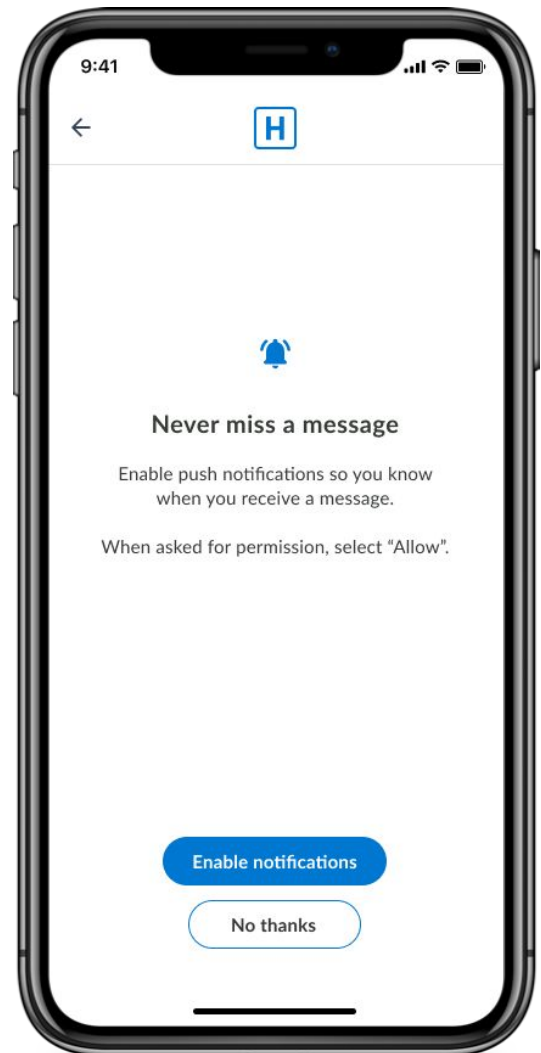 9:41
H
Never miss a message
Enable push notifications so you know
when you receive a message.
When asked for permission, select “Allow”.
Enable notifications
No thanks